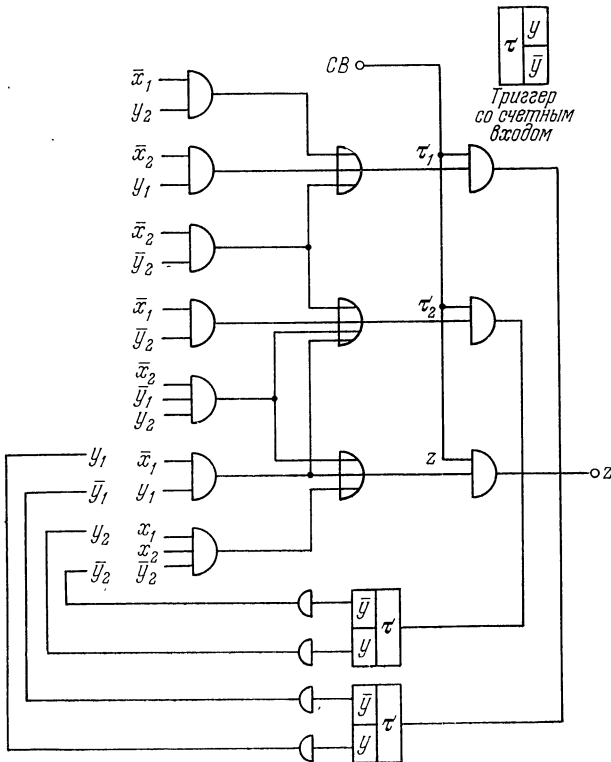 τ y
ȳ
Триггер
со счетным
входом
СВ
x̄₁
y₂
x̄₂
y₁
τ₁
x̄₂
ȳ₂
x̄₁
ȳ₂
τ₂
x̄₂
ȳ₁
y₂
y₁ x̄₁
ȳ₁ y₁
z
z
y₂ x₁
x₂
ȳ₂ ȳ₂
ȳ τ
y
ȳ τ
y